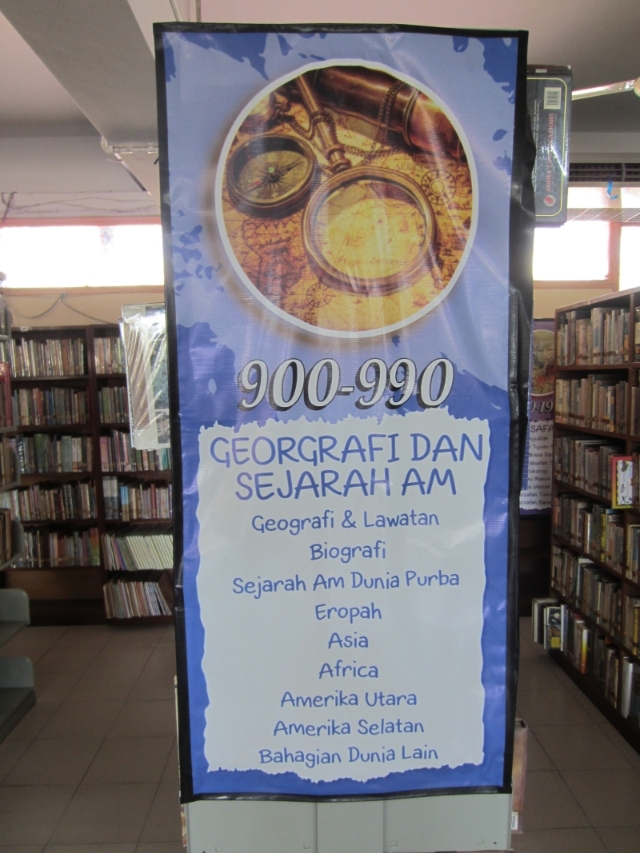 900-990
GEORGRAFI DAN
SEJARAH AM
Geografi & Lawatan
Biografi
Sejarah Am Dunia Purba
Eropah
Asia
Africa
Amerika Utara
Amerika Selatan
Bahagian Dunia Lain